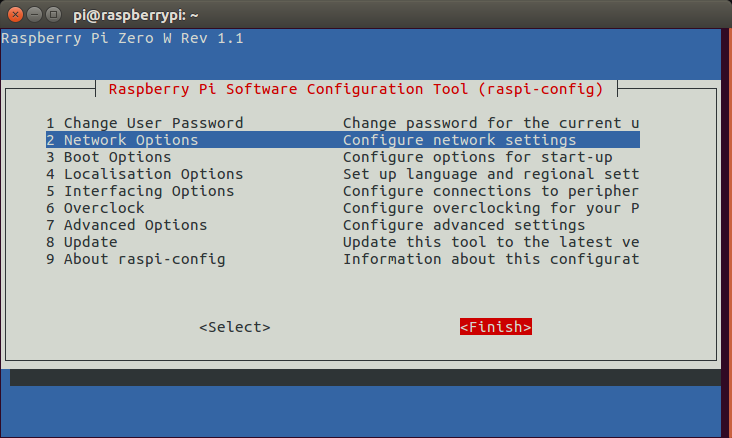 pi@raspberrypi: ~
Raspberry Pi Zero W Rev 1.1
Raspberry Pi Software Configuration Tool (raspi-config)
1 Change User Password Change password for the current u
2 Network Options Configure network settings
3 Boot Options Configure options for start-up
4 Localisation Options Set up language and regional sett
5 Interfacing Options Configure connections to peripher
6 Overclock Configure overclocking for your P
7 Advanced Options Configure advanced settings
8 Update Update this tool to the latest ve
9 About raspi-config Information about this configurat
<Select> <Finish>